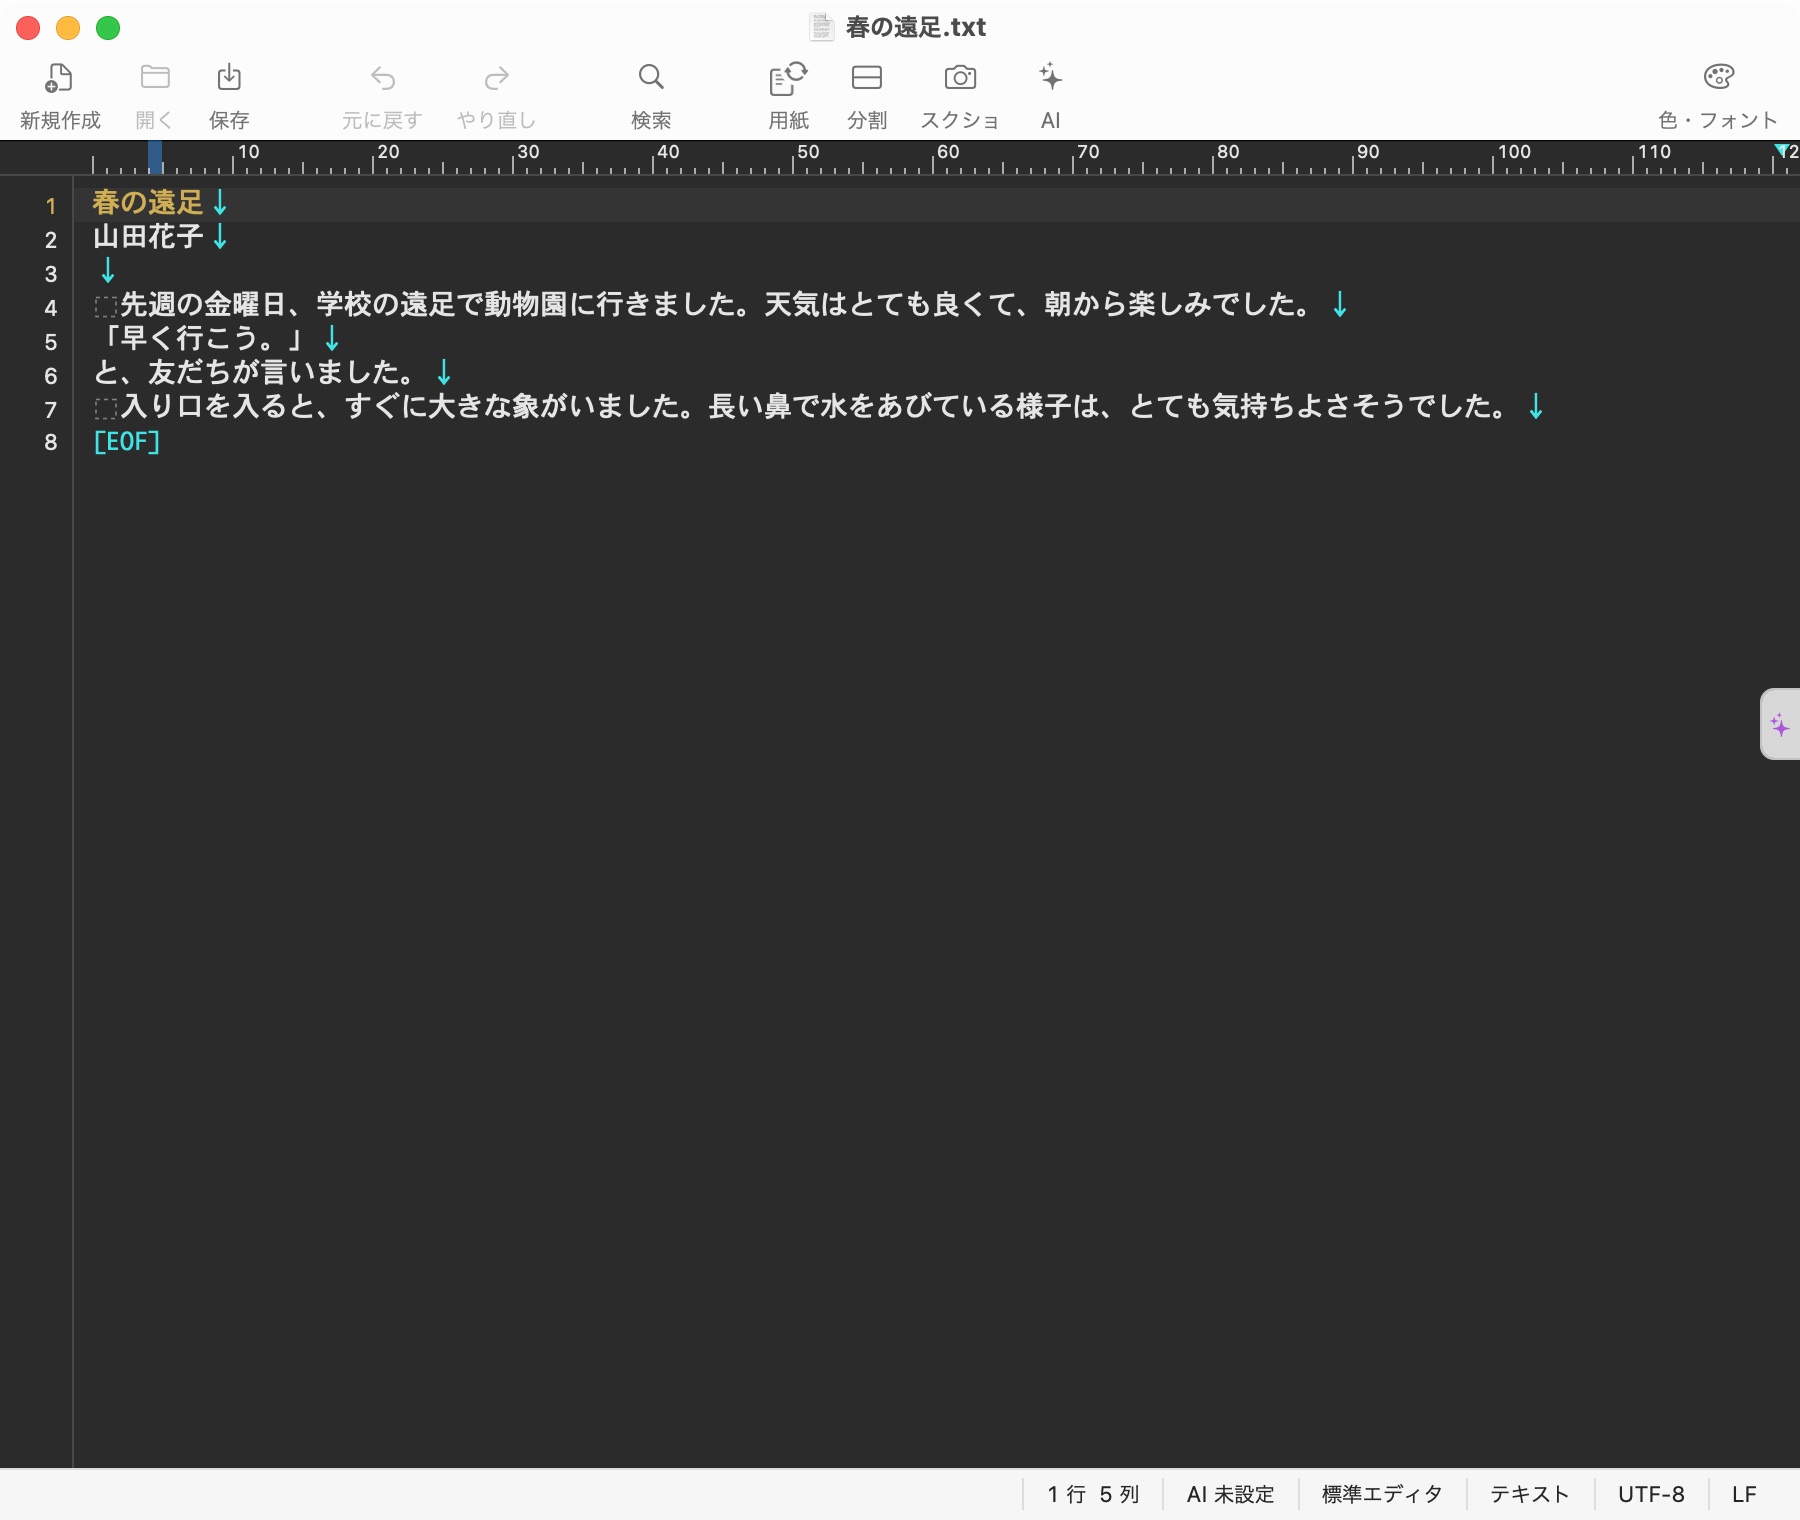 春の遠足.txt
新規作成 開く 保存 元に戻す やり直し 検索 用紙 分割 スクショ AI 色・フォント
10 20 30 40 50 60 70 80 90 100 110 12
1 春の遠足↓
2 山田花子↓
3 ↓
4 先週の金曜日、学校の遠足で動物園に行きました。天気はとても良くて、朝から楽しみでした。↓
5 「早く行こう。」↓
6 と、友だちが言いました。↓
7 入り口を入ると、すぐに大きな象がいました。長い鼻で水をあびている様子は、とても気持ちよさそうでした。↓
8 [EOF]
1 行 5 列 AI 未設定 標準エディタ テキスト UTF-8 LF